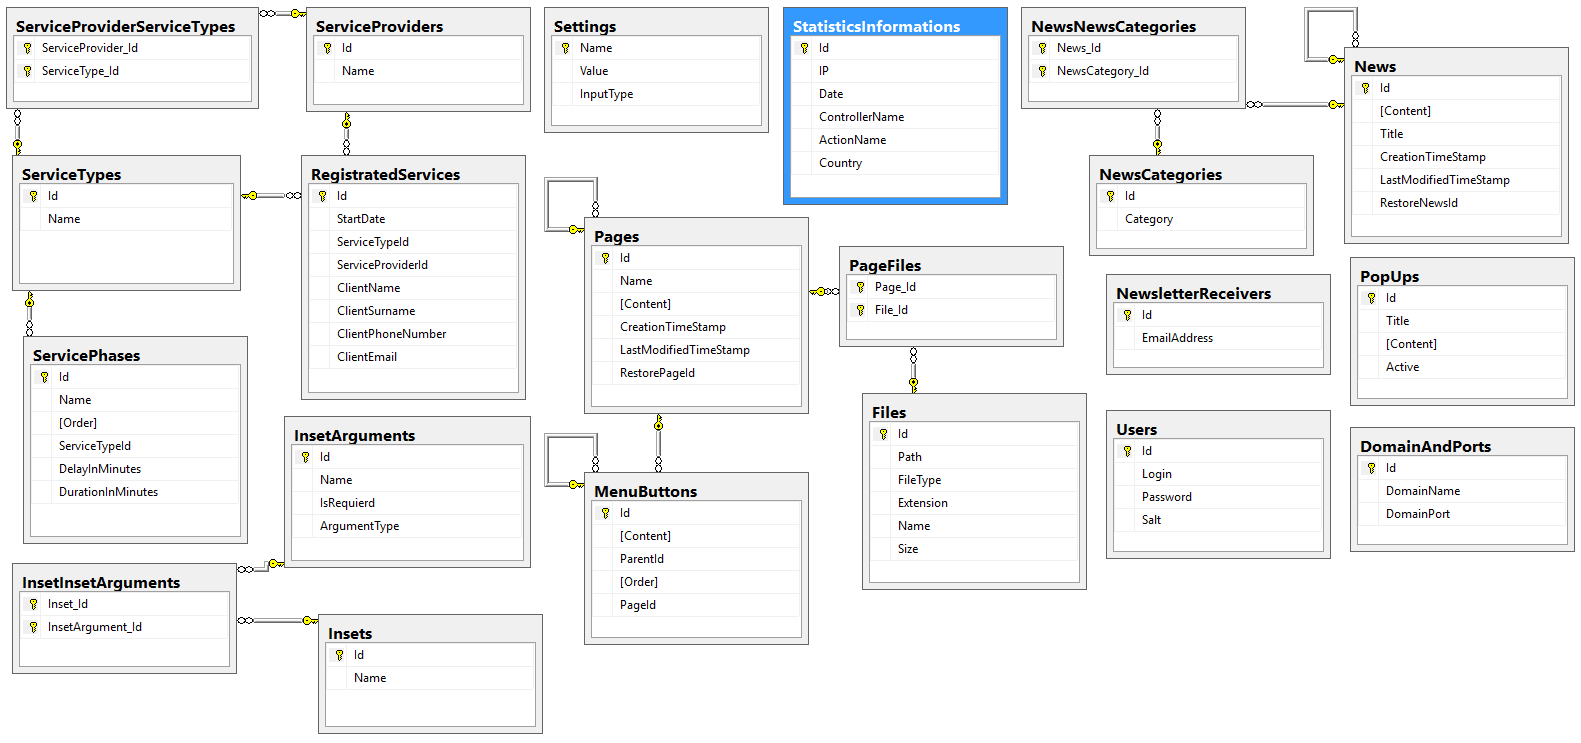 ServiceProviderServiceTypes
ServiceProvider_Id
ServiceType_Id
ServiceProviders
Id
Name
Settings
Name
Value
InputType
StatisticsInformations
Id
IP
Date
ControllerName
ActionName
Country
NewsNewsCategories
News_Id
NewsCategory_Id
News
Id
[Content]
Title
CreationTimeStamp
LastModifiedTimeStamp
RestoreNewsId
ServiceTypes
Id
Name
RegistratedServices
Id
StartDate
ServiceTypeId
ServiceProviderId
ClientName
ClientSurname
ClientPhoneNumber
ClientEmail
Pages
Id
Name
[Content]
CreationTimeStamp
LastModifiedTimeStamp
RestorePageId
PageFiles
Page_Id
File_Id
NewsCategories
Id
Category
NewsletterReceivers
Id
EmailAddress
PopUps
Id
Title
[Content]
Active
ServicePhases
Id
Name
[Order]
ServiceTypeId
DelayInMinutes
DurationInMinutes
InsetArguments
Id
Name
IsRequierd
ArgumentType
MenuButtons
Id
[Content]
ParentId
[Order]
PageId
Files
Id
Path
FileType
Extension
Name
Size
Users
Id
Login
Password
Salt
DomainAndPorts
Id
DomainName
DomainPort
InsetInsetArguments
Inset_Id
InsetArgument_Id
Insets
Id
Name